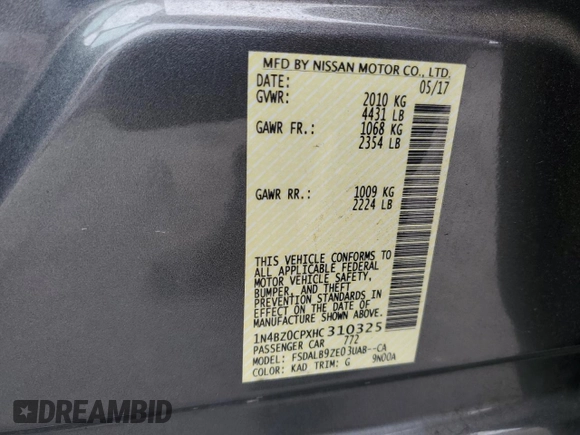 MFD BY NISSAN MOTOR CO., LTD.
DATE: 05/17
GVWR: 2010 KG
4431 LB
GAWR FR.: 1068 KG
2354 LB
GAWR RR.: 1009 KG
2224 LB
THIS VEHICLE CONFORMS TO
ALL APPLICABLE FEDERAL
MOTOR VEHICLE SAFETY,
BUMPER, AND THEFT
PREVENTION STANDARDS
IN EFFECT ON THE DATE
OF MANUFACTURE
SHOWN ABOVE.
1N4BZ0CPXHC310325
PASSENGER CAR 772
MODEL: FSDALB9ZE03UAB--CA
COLOR: KAD TRIM: G 9N00A
DREAMBID